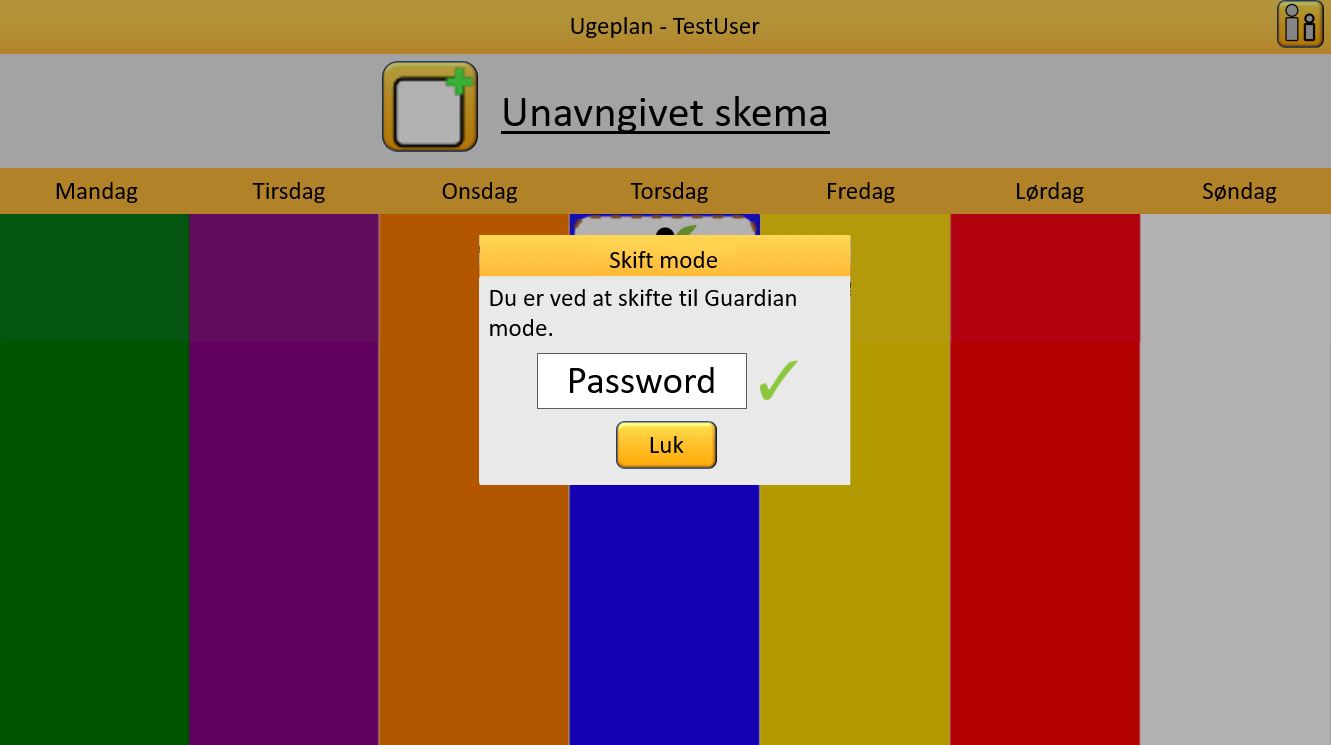 Ugeplan - TestUser
Unavngivet skema
Mandag Tirsdag Onsdag Torsdag Fredag Lørdag Søndag
Skift mode
Du er ved at skifte til Guardian
mode.
Password
Luk